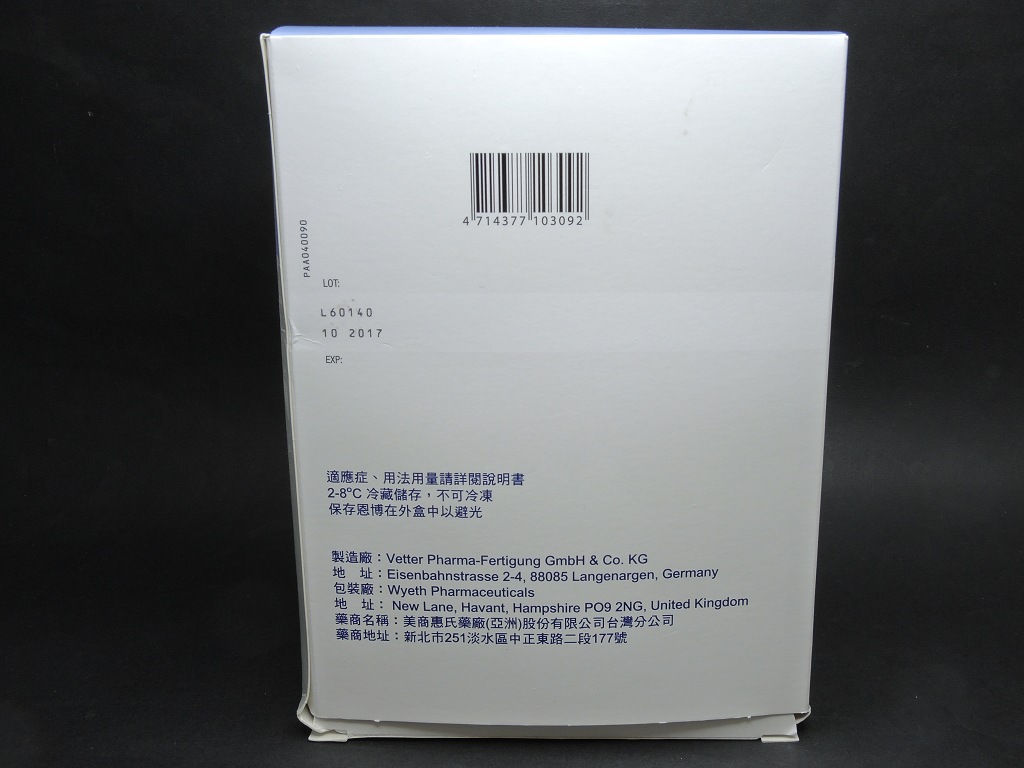 4 714377 103092
PAA040090
LOT:
L60140
10 2017
EXP:
適應症、用法用量請詳閱說明書
2-8°C 冷藏儲存，不可冷凍
保存恩博在外盒中以避光
製造廠：Vetter Pharma-Fertigung GmbH & Co. KG
地　址：Eisenbahnstrasse 2-4, 88085 Langenargen, Germany
包裝廠：Wyeth Pharmaceuticals
地　址： New Lane, Havant, Hampshire PO9 2NG, United Kingdom
藥商名稱：美商惠氏藥廠(亞洲)股份有限公司台灣分公司
藥商地址：新北市251淡水區中正東路二段177號